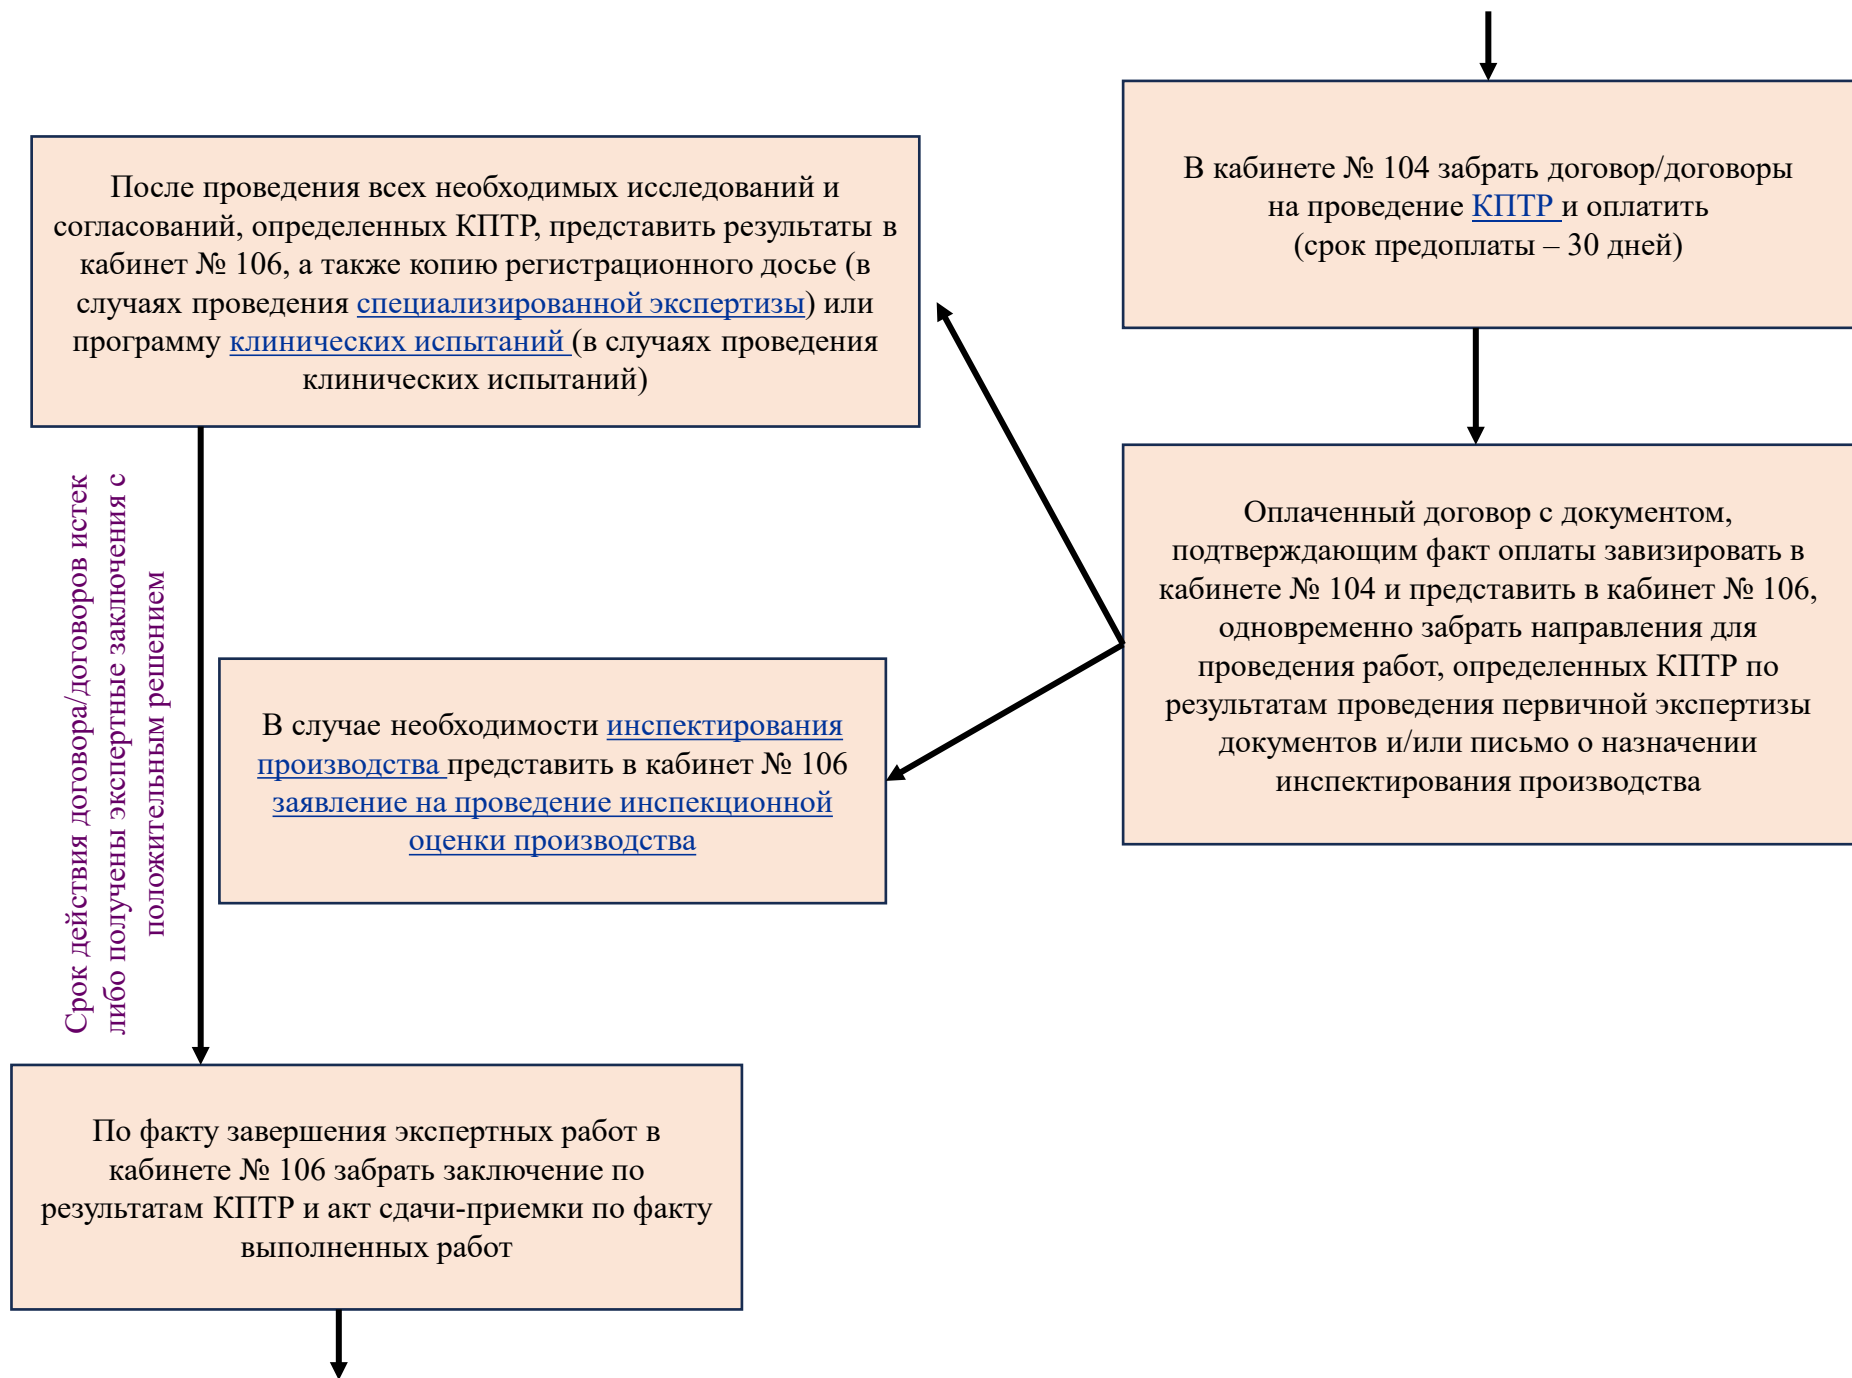 В кабинете № 104 забрать договор/договоры
на проведение КПТР и оплатить
(срок предоплаты – 30 дней)
Оплаченный договор с документом,
подтверждающим факт оплаты завизировать в
кабинете № 104 и представить в кабинет № 106,
одновременно забрать направления для
проведения работ, определенных КПТР по
результатам проведения первичной экспертизы
документов и/или письмо о назначении
инспектирования производства
После проведения всех необходимых исследований и
согласований, определенных КПТР, представить результаты в
кабинет № 106, а также копию регистрационного досье (в
случаях проведения специализированной экспертизы) или
программу клинических испытаний (в случаях проведения
клинических испытаний)
В случае необходимости инспектирования
производства представить в кабинет № 106
заявление на проведение инспекционной
оценки производства
Срок действия договора/договоров истек
либо получены экспертные заключения с
положительным решением
По факту завершения экспертных работ в
кабинете № 106 забрать заключение по
результатам КПТР и акт сдачи-приемки по факту
выполненных работ